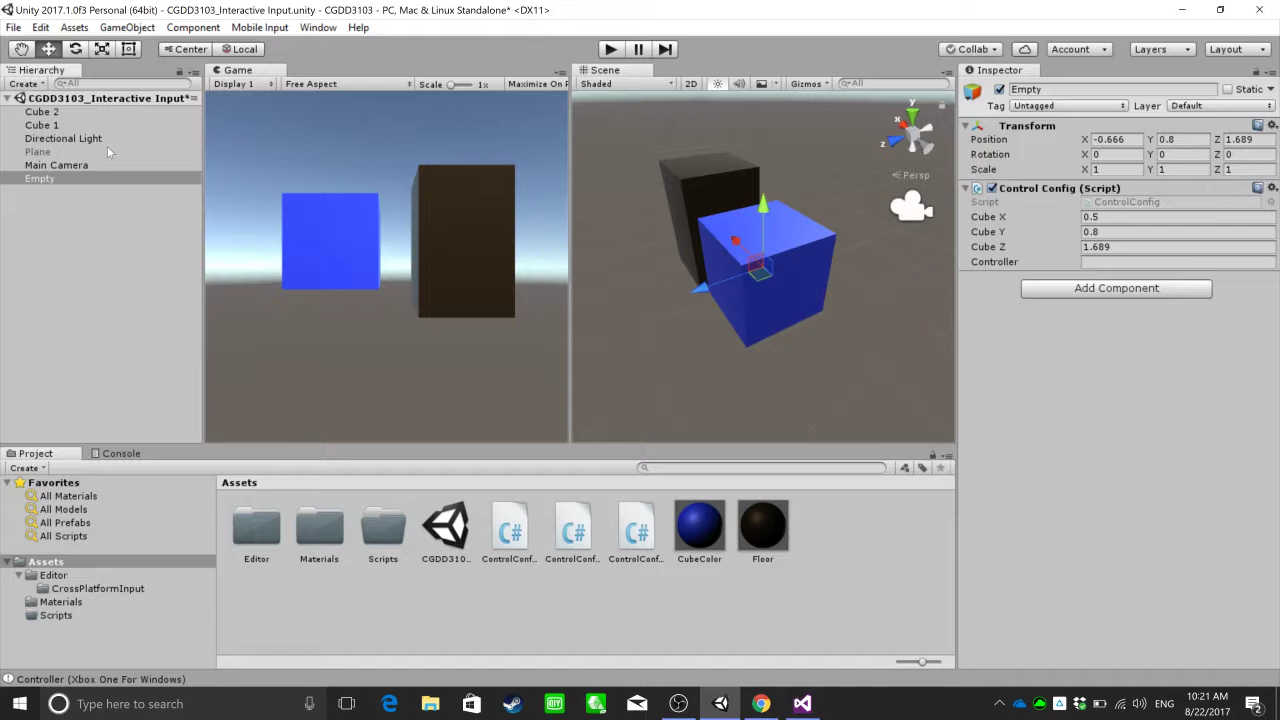 Unity 2017.1.0f3 Personal (64bit) - CGDD3103_Interactive Input.unity - CGDD3103 - PC, Mac & Linux Standalone* <DX11>
File Edit Assets GameObject Component Mobile Input Window Help
Center Local Collab Account Layers Layout
Hierarchy Game Scene Inspector
Create All Display 1 Free Aspect Scale 1x Maximize On P Shaded 2D Gizmos All
Empty Static
CGDD3103_Interactive Input*
Tag Untagged Layer Default
Cube 2
Cube 1
Directional Light
Plane
Main Camera
Empty
y
x
z
Persp
Transform
Position X -0.666 Y 0.8 Z 1.689
Rotation X 0 Y 0 Z 0
Scale X 1 Y 1 Z 1
Control Config (Script)
Script ControlConfig
Cube X 0.5
Cube Y 0.8
Cube Z 1.689
Controller
Add Component
Project Console
Create
Favorites
All Materials
All Models
All Prefabs
All Scripts
Assets
Editor
CrossPlatformInput
Materials
Scripts
Assets
C# C# C#
Editor Materials Scripts CGDD310... ControlConf... ControlConf... ControlConf... CubeColor Floor
Controller (Xbox One For Windows)
Type here to search
DIY
ENG
10:21 AM
8/22/2017